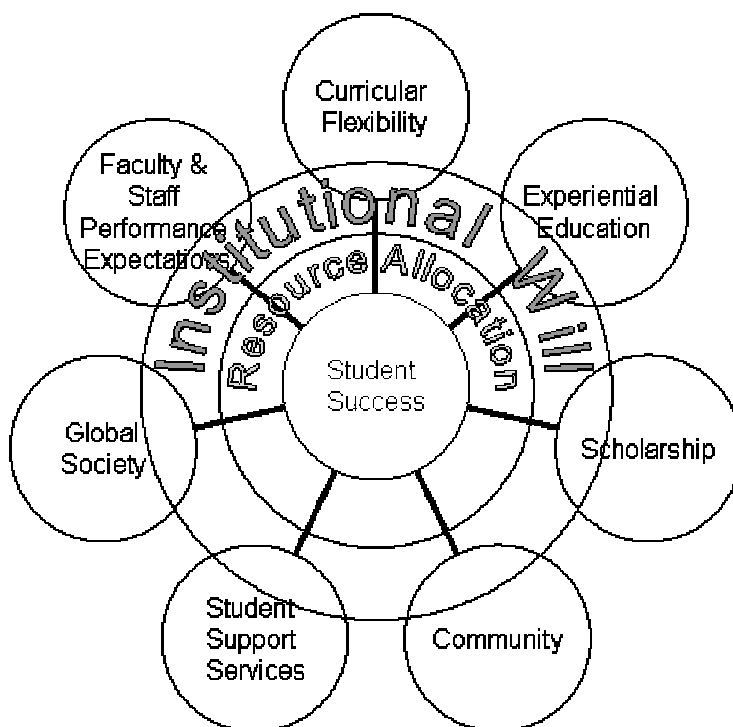 Curricular
Flexibility
Faculty &
Staff
Performance
Expectations
Experiential
Education
Institutional Will
Resource Allocation
Student
Success
Global
Society
Scholarship
Student
Support
Services
Community